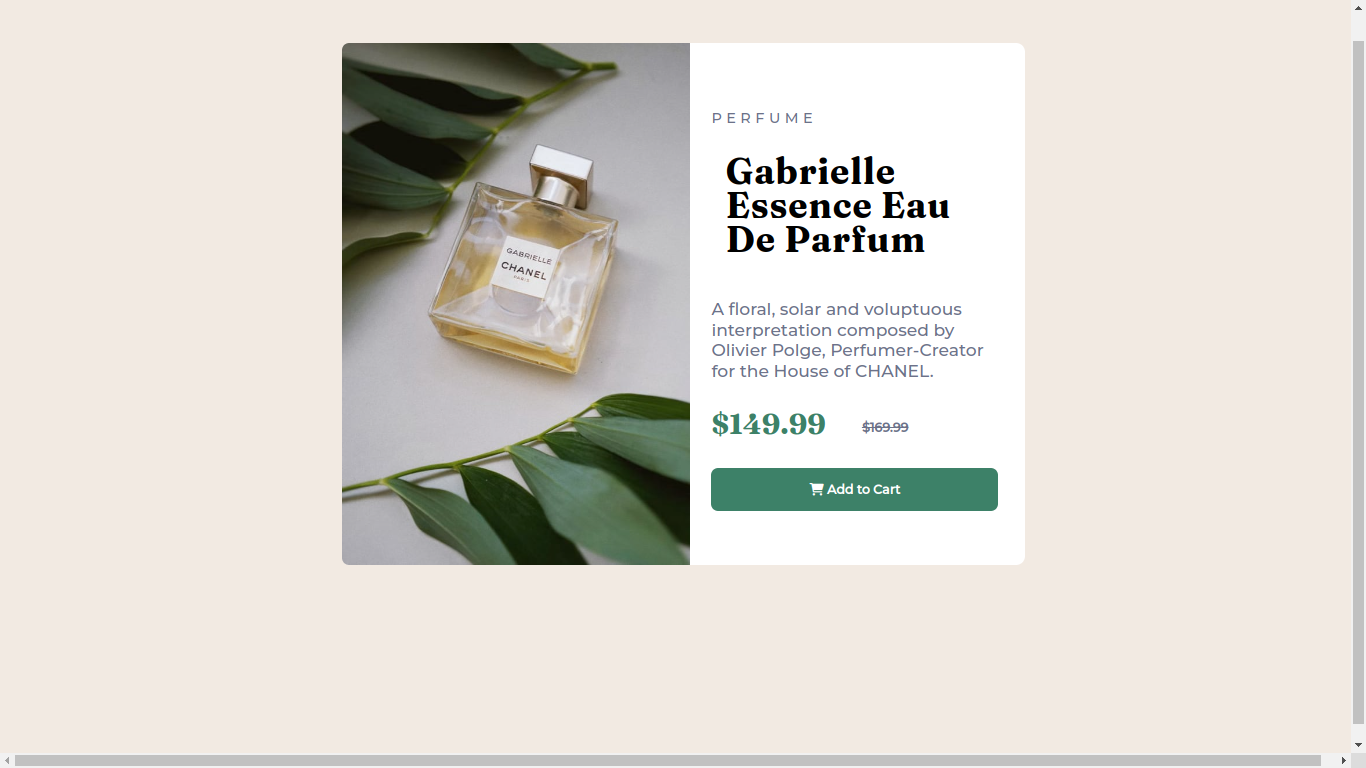 GABRIELLE
CHANEL
PARIS
PERFUME
Gabrielle
Essence Eau
De Parfum
A floral, solar and voluptuous
interpretation composed by
Olivier Polge, Perfumer-Creator
for the House of CHANEL.
$149.99 $169.99
Add to Cart